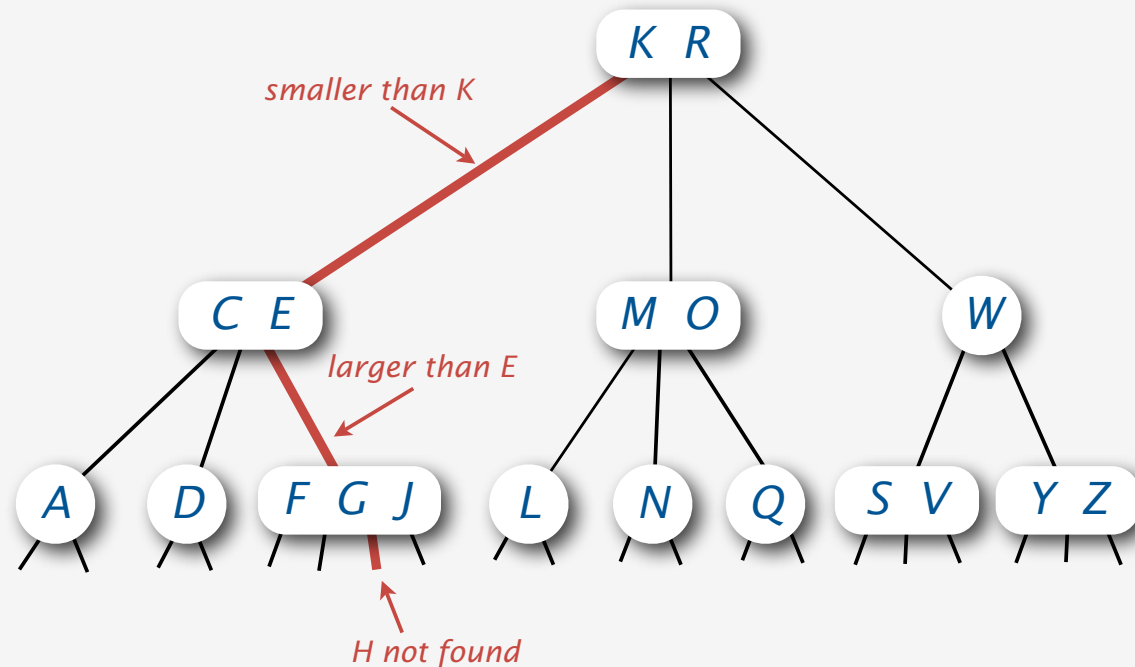 K R
smaller than K
C E
M O
W
larger than E
A
D
F G J
L
N
Q
S V
Y Z
H not found